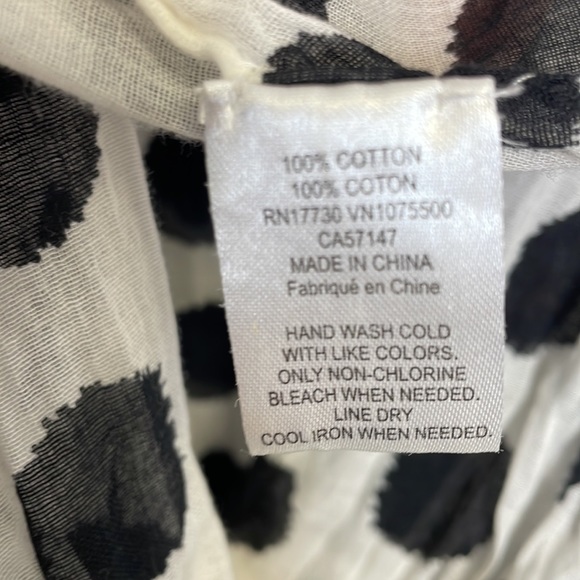 100% COTTON
100% COTON
RN17730 VN1075500
CA57147
MADE IN CHINA
Fabriqué en Chine
HAND WASH COLD
WITH LIKE COLORS.
ONLY NON-CHLORINE
BLEACH WHEN NEEDED.
LINE DRY
COOL IRON WHEN NEEDED.